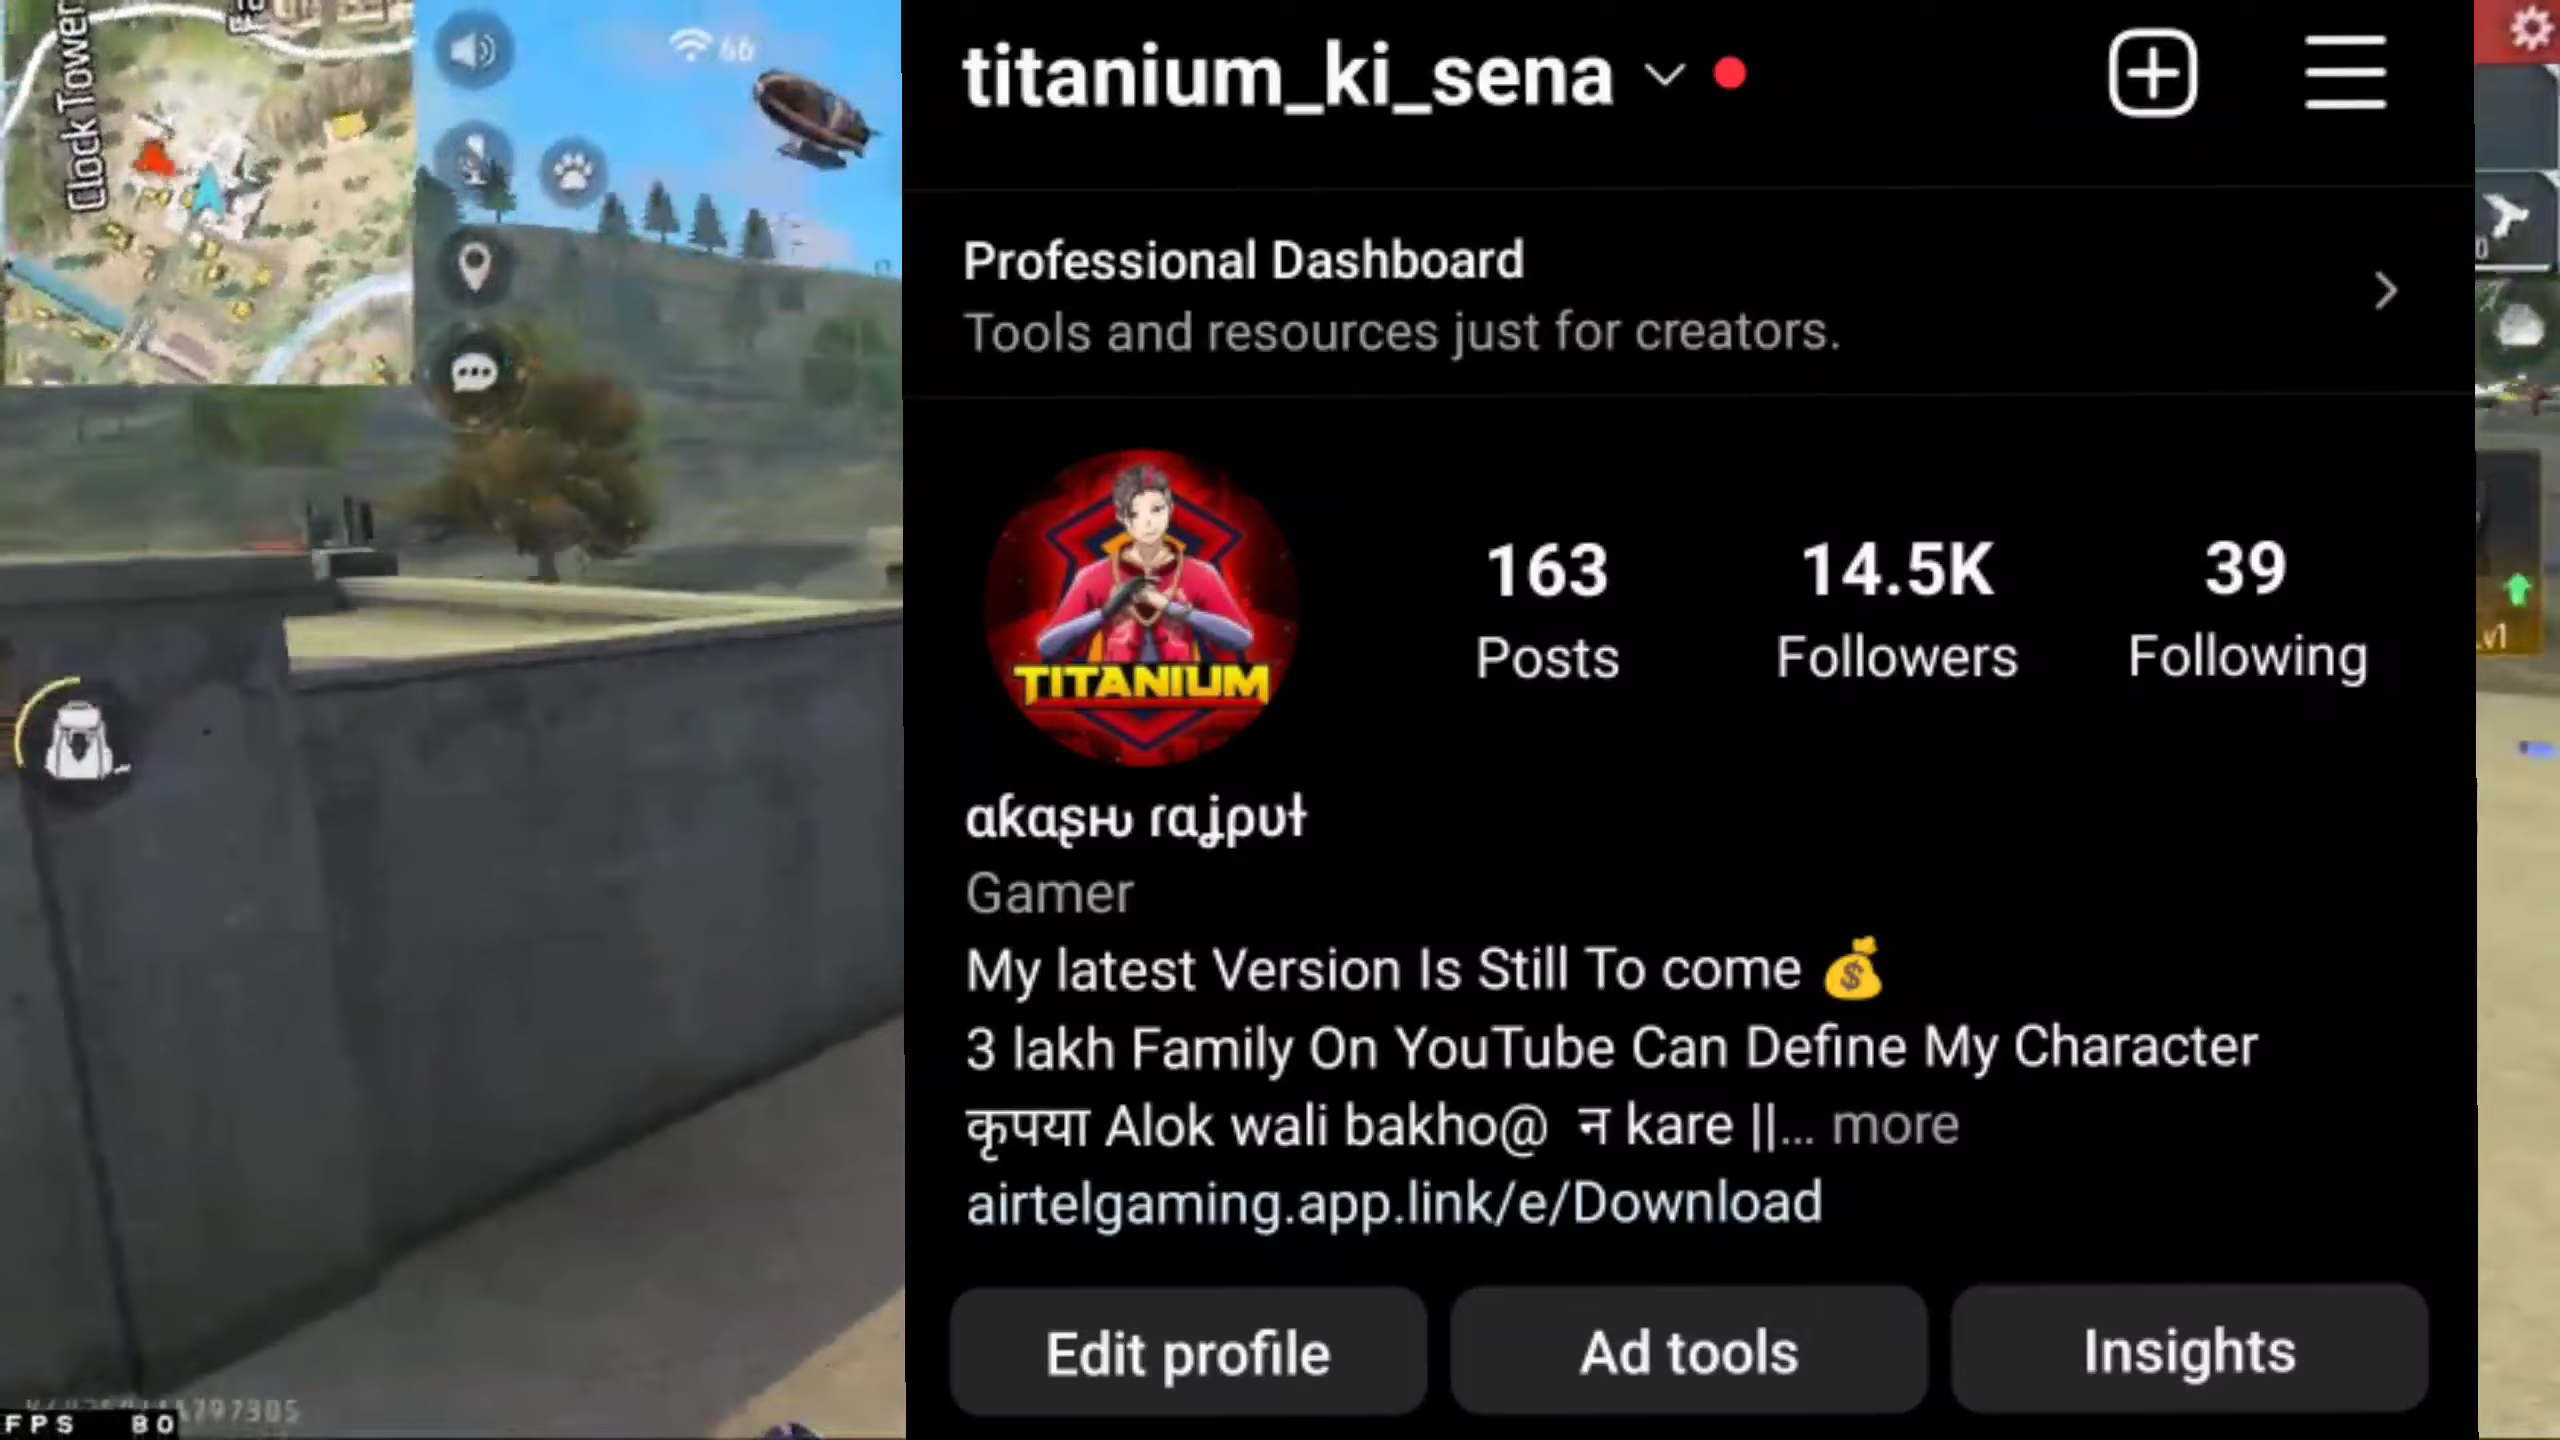 Clock Tower
66
titanium_ki_sena
Professional Dashboard
Tools and resources just for creators.
TITANIUM
163 14.5K 39
Posts Followers Following
αƙαʂԋ rαʝρυƚ
Gamer
My latest Version Is Still To come 💰
3 lakh Family On YouTube Can Define My Character
कृपया Alok wali bakho@ न kare ||... more
airtelgaming.app.link/e/Download
Edit profile Ad tools Insights
FPS 80